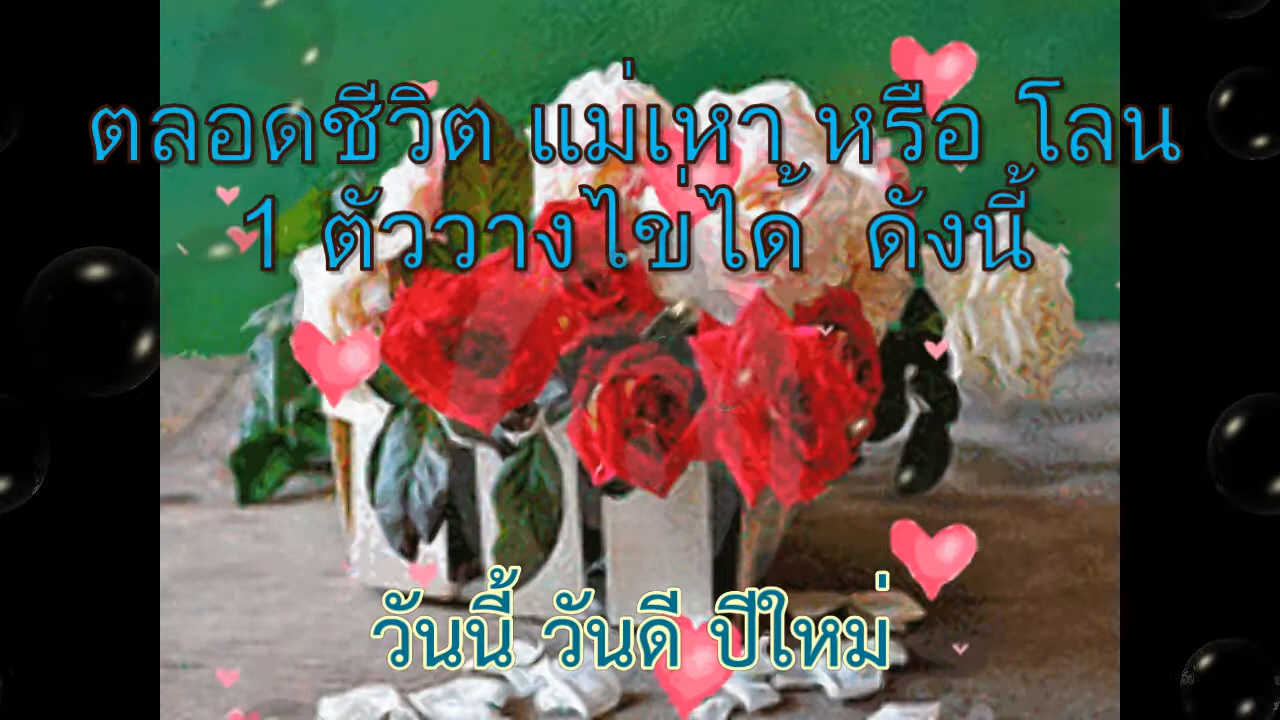 ตลอดชีวิต แม่เหา หรือ โลน
1 ตัววางไข่ได้ ดังนี้
วันนี้ วันดี ปีใหม่